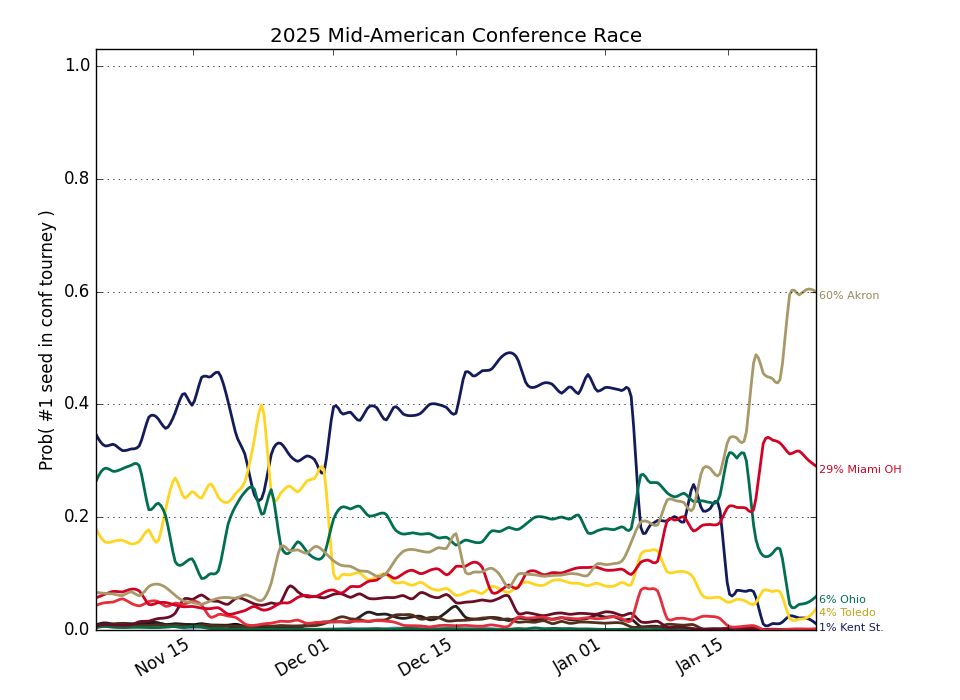 2025 Mid-American Conference Race
Prob( #1 seed in conf tourney )
1.0
0.8
0.6
0.4
0.2
0.0
60% Akron
29% Miami OH
6% Ohio
4% Toledo
1% Kent St.
Nov 15
Dec 01
Dec 15
Jan 01
Jan 15